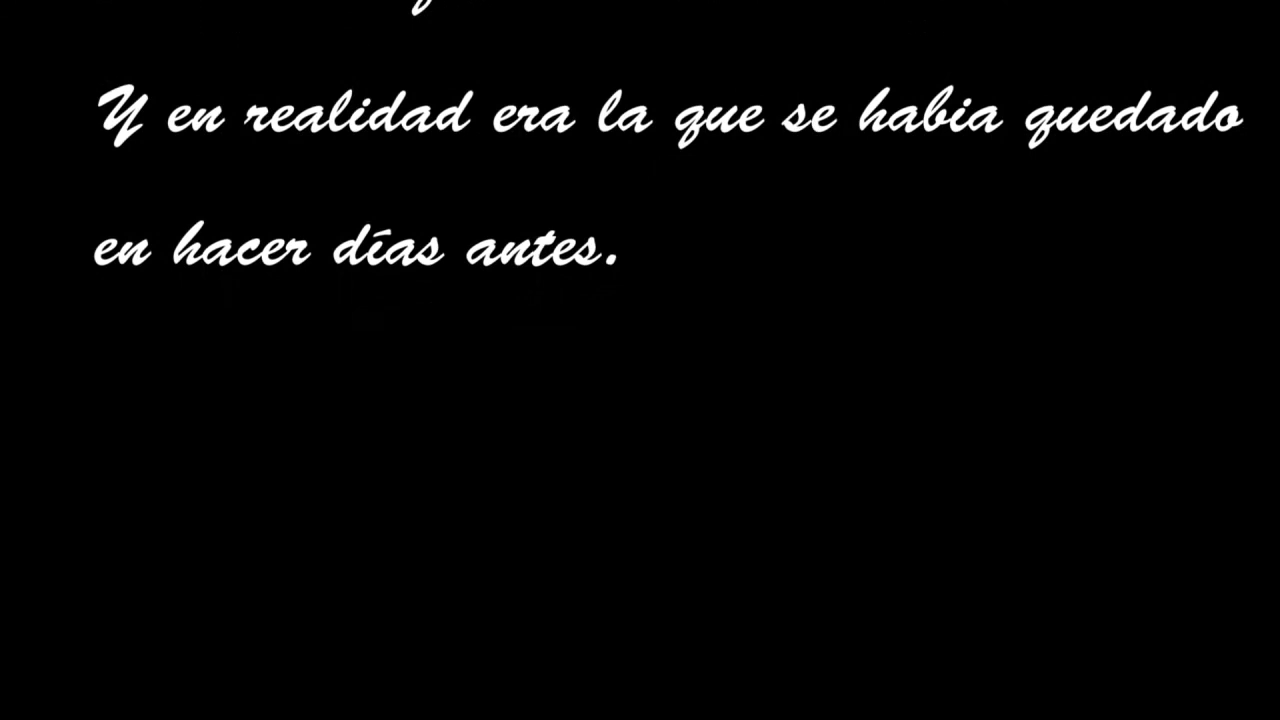 Y en realidad era la que se habia quedado
en hacer días antes.